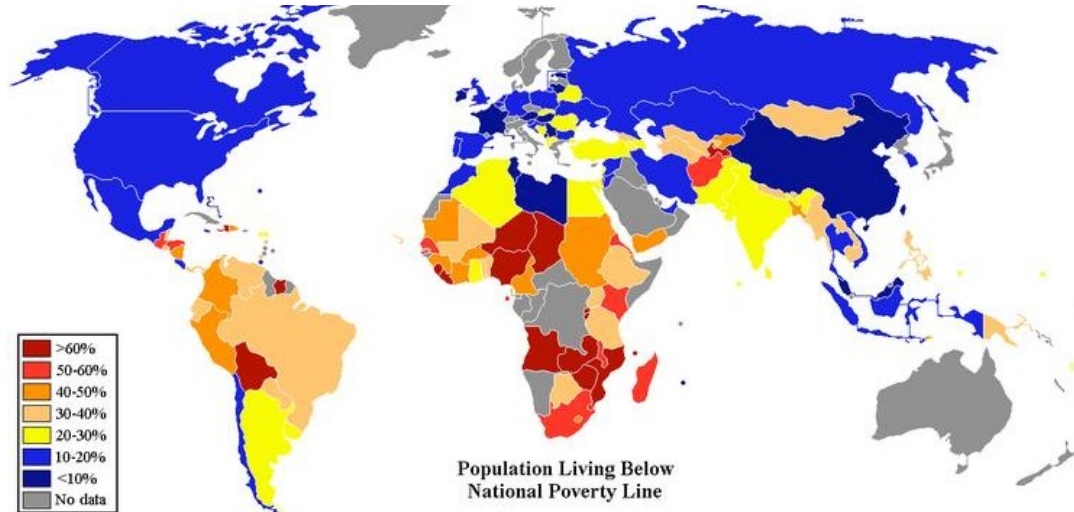 >60%
50-60%
40-50%
30-40%
20-30%
10-20%
<10%
No data
Population Living Below
National Poverty Line